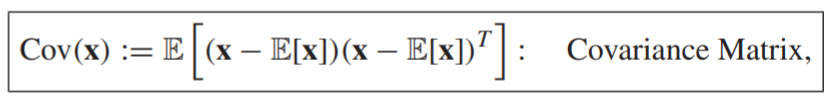 Cov(𝐱) := 𝔼[(𝐱 − 𝔼[𝐱])(𝐱 − 𝔼[𝐱])ᵀ] : Covariance Matrix,